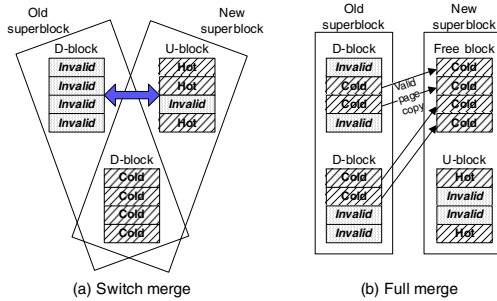 Old
superblock
New
superblock
D-block
Invalid
Invalid
Invalid
Invalid
U-block
Hot
Hot
Invalid
Hot
D-block
Cold
Cold
Cold
Cold
(a) Switch merge
Old
superblock
New
superblock
D-block
Invalid
Cold
Cold
Invalid
Valid
page
copy
Free block
Cold
Cold
Cold
Cold
D-block
Cold
Cold
Invalid
Invalid
U-block
Hot
Invalid
Invalid
Hot
(b) Full merge